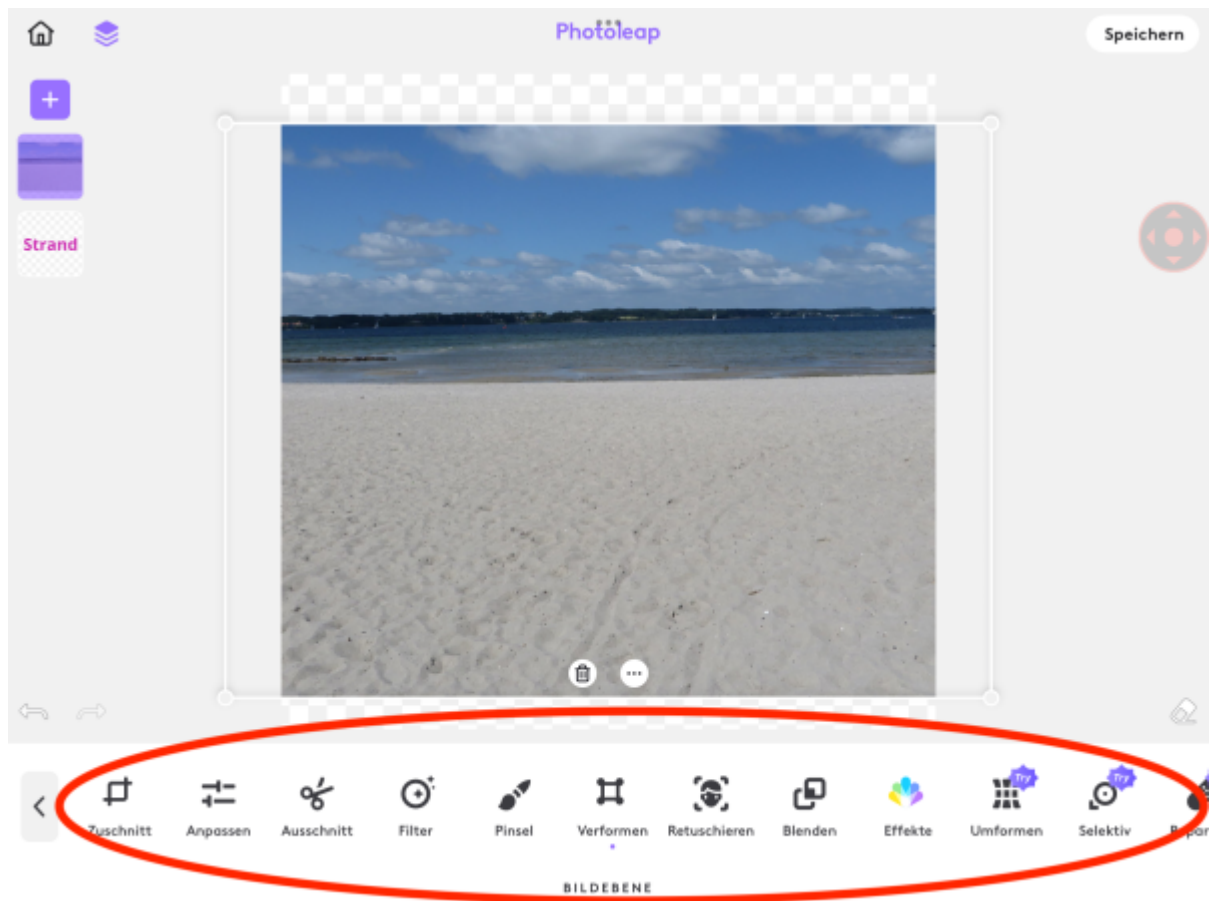 Photoleap
Speichern
Strand
Zuschnitt
Anpassen
Ausschnitt
Filter
Pinsel
Verformen
Retuschieren
Blenden
Effekte
Umformen
Try
Selektiv
Try
BILDEBENE